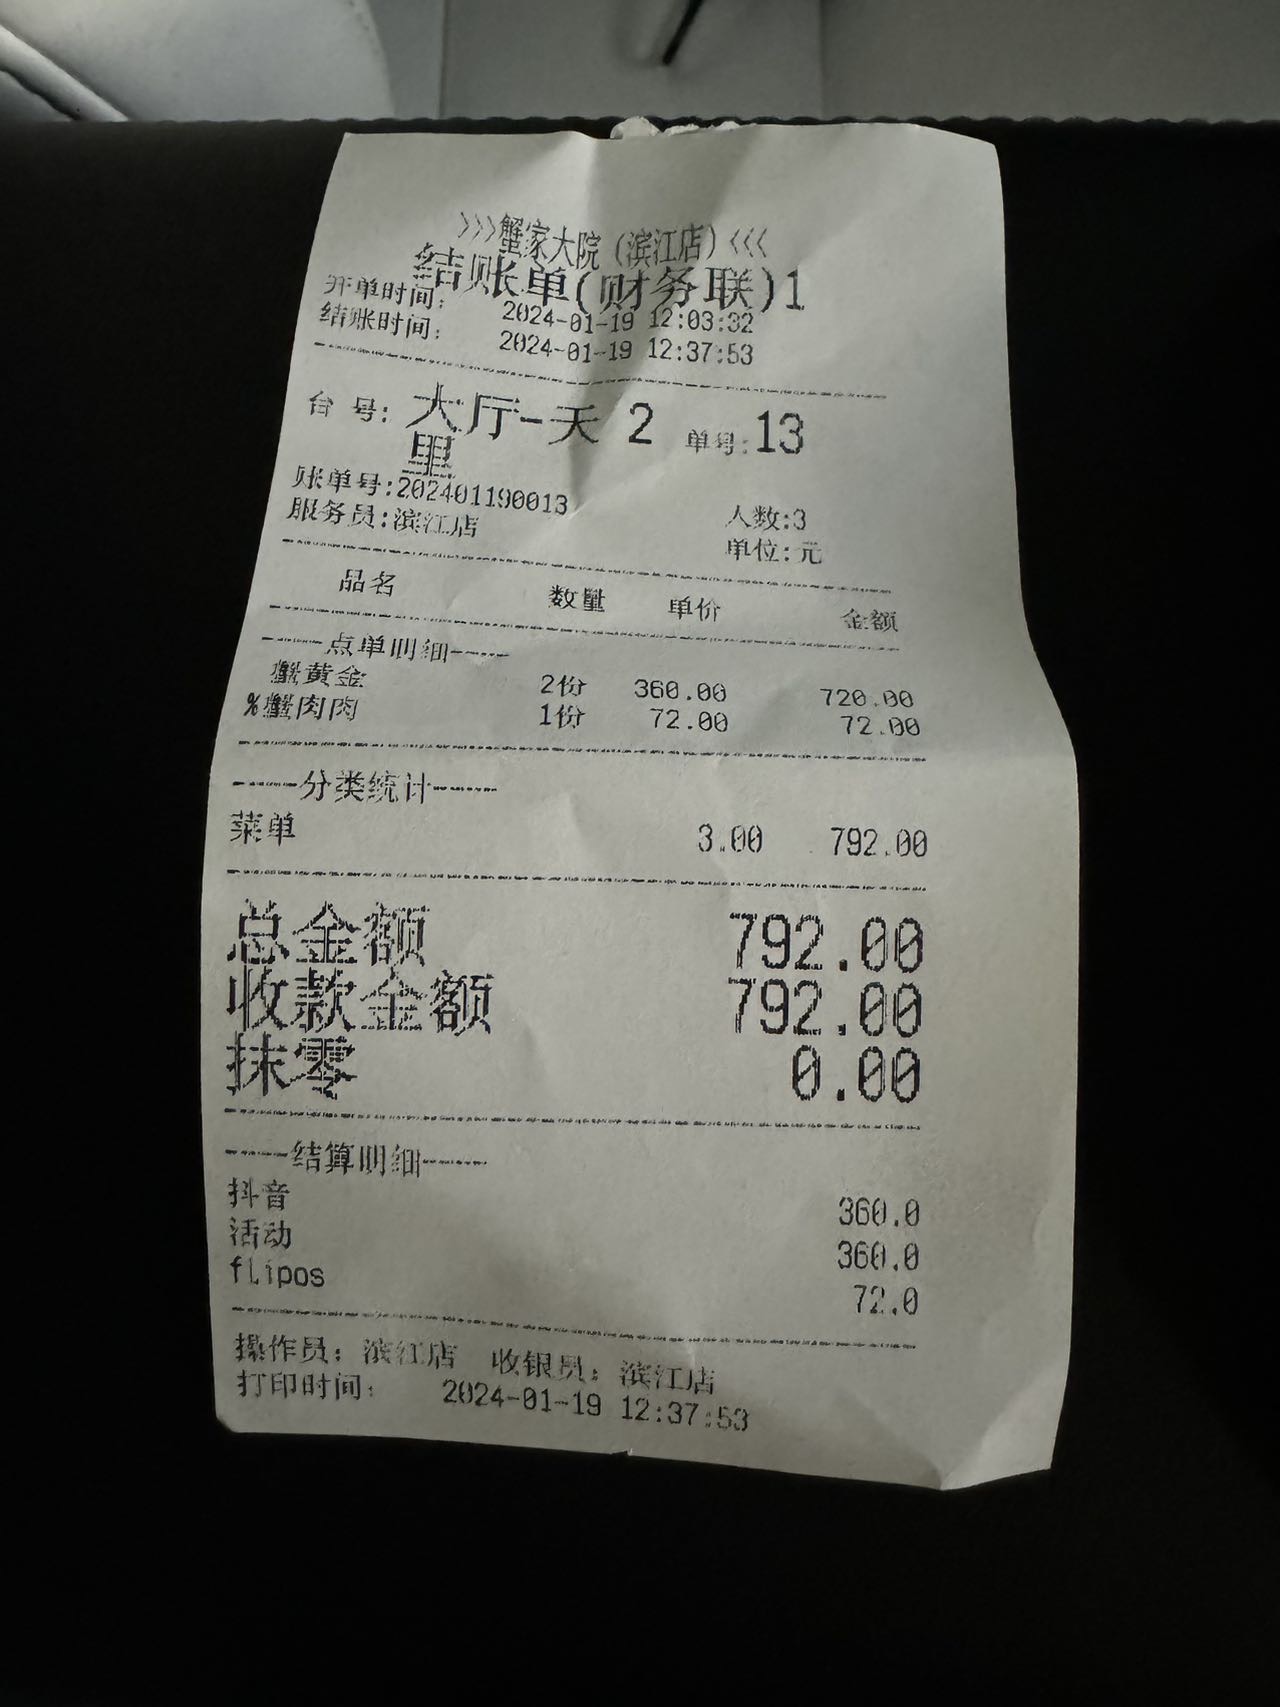 >>>蟹家大院(滨江店)<<<
结账单(财务联)1
开单时间: 2024-01-19 12:03:32
结账时间: 2024-01-19 12:37:53
台 号: 大厅-天 2 单号:13
里
账单号:202401190013 人数:3
服务员:滨江店 单位:元
品名 数量 单价 金额
----点单明细----
蟹黄金 2份 360.00 720.00
%蟹肉肉 1份 72.00 72.00
----分类统计----
菜单 3.00 792.00
总金额 792.00
收款金额 792.00
抹零 0.00
----结算明细----
抖音 360.0
活动 360.0
flipos 72.0
操作员: 滨江店 收银员: 滨江店
打印时间: 2024-01-19 12:37:53